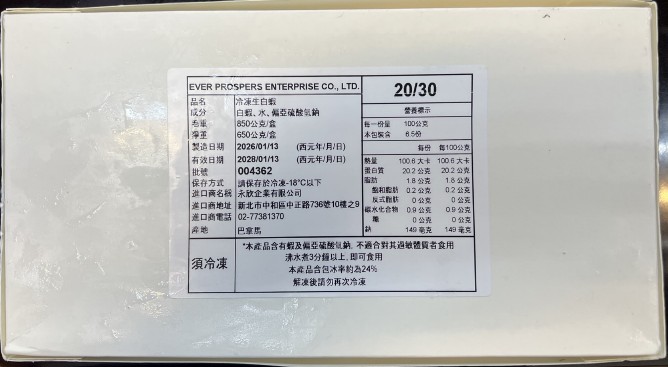 EVER PROSPERS ENTERPRISE CO., LTD.
品名 冷凍生白蝦
成分 白蝦、水、偏亞硫酸氫鈉
毛重 850公克/盒
淨重 650公克/盒
製造日期 2026/01/13 (西元年/月/日)
有效日期 2028/01/13 (西元年/月/日)
批號 004362
保存方式 請保存於冷凍-18°C以下
進口商名稱 永欣企業有限公司
進口商地址 新北市中和區中正路736號10樓之9
進口商電話 02-77381370
產地 巴拿馬
20/30
營養標示
每一份量 100公克
本包裝含 6.5份
每份 每100公克
熱量 100.6 大卡 100.6 大卡
蛋白質 20.2 公克 20.2 公克
脂肪 1.8 公克 1.8 公克
飽和脂肪 0.2 公克 0.2 公克
反式脂肪 0 公克 0 公克
碳水化合物 0.9 公克 0.9 公克
糖 0 公克 0 公克
鈉 149 毫克 149 毫克
須冷凍
*本產品含有蝦及偏亞硫酸氫鈉, 不適合對其過敏體質者食用
沸水煮3分鐘以上, 即可食用
本產品含包冰率約為24%
解凍後請勿再次冷凍